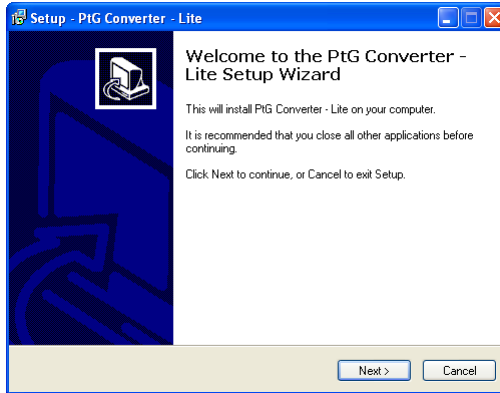 Setup - PtG Converter - Lite
Welcome to the PtG Converter -
Lite Setup Wizard
This will install PtG Converter - Lite on your computer.
It is recommended that you close all other applications before
continuing.
Click Next to continue, or Cancel to exit Setup.
Next >
Cancel